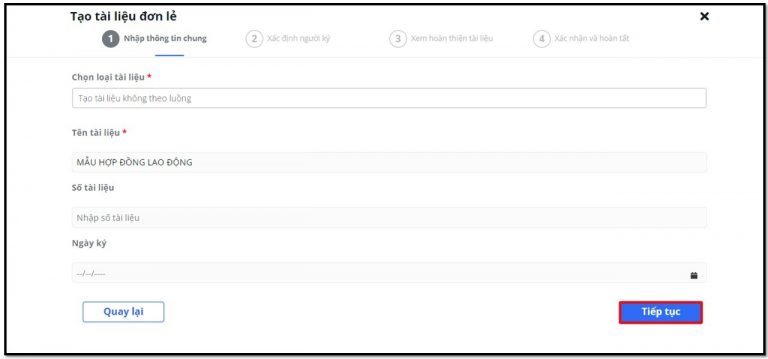 Tạo tài liệu đơn lẻ
1 Nhập thông tin chung 2 Xác định người ký 3 Xem hoàn thiện tài liệu 4 Xác nhận và hoàn tất
Chọn loại tài liệu *
Tạo tài liệu không theo luồng
Tên tài liệu *
MẪU HỢP ĐỒNG LAO ĐỘNG
Số tài liệu
Nhập số tài liệu
Ngày ký
--/--/----
Quay lại Tiếp tục